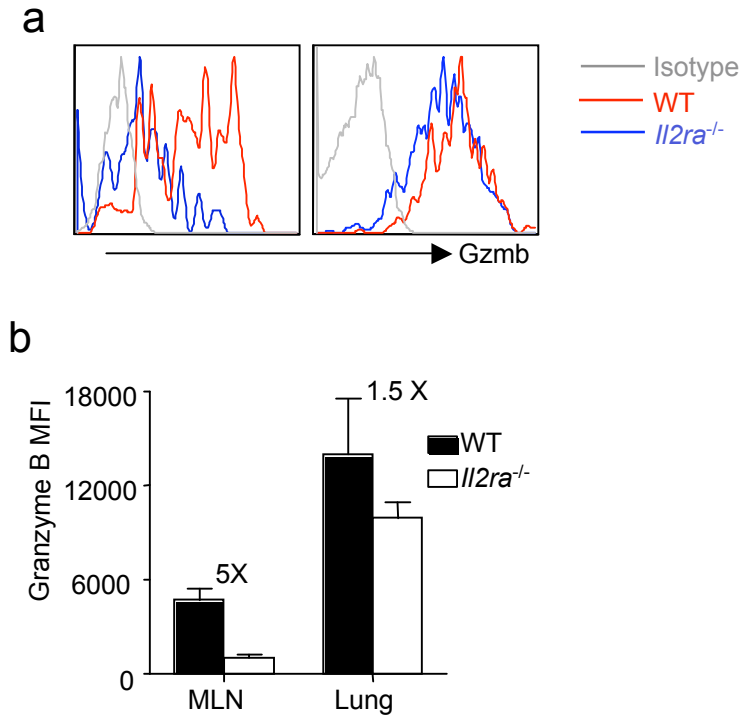 a
Isotype
WT
Il2ra-/-
Gzmb
b
Granzyme B MFI
18000
12000
6000
0
5X
1.5 X
WT
Il2ra-/-
MLN Lung